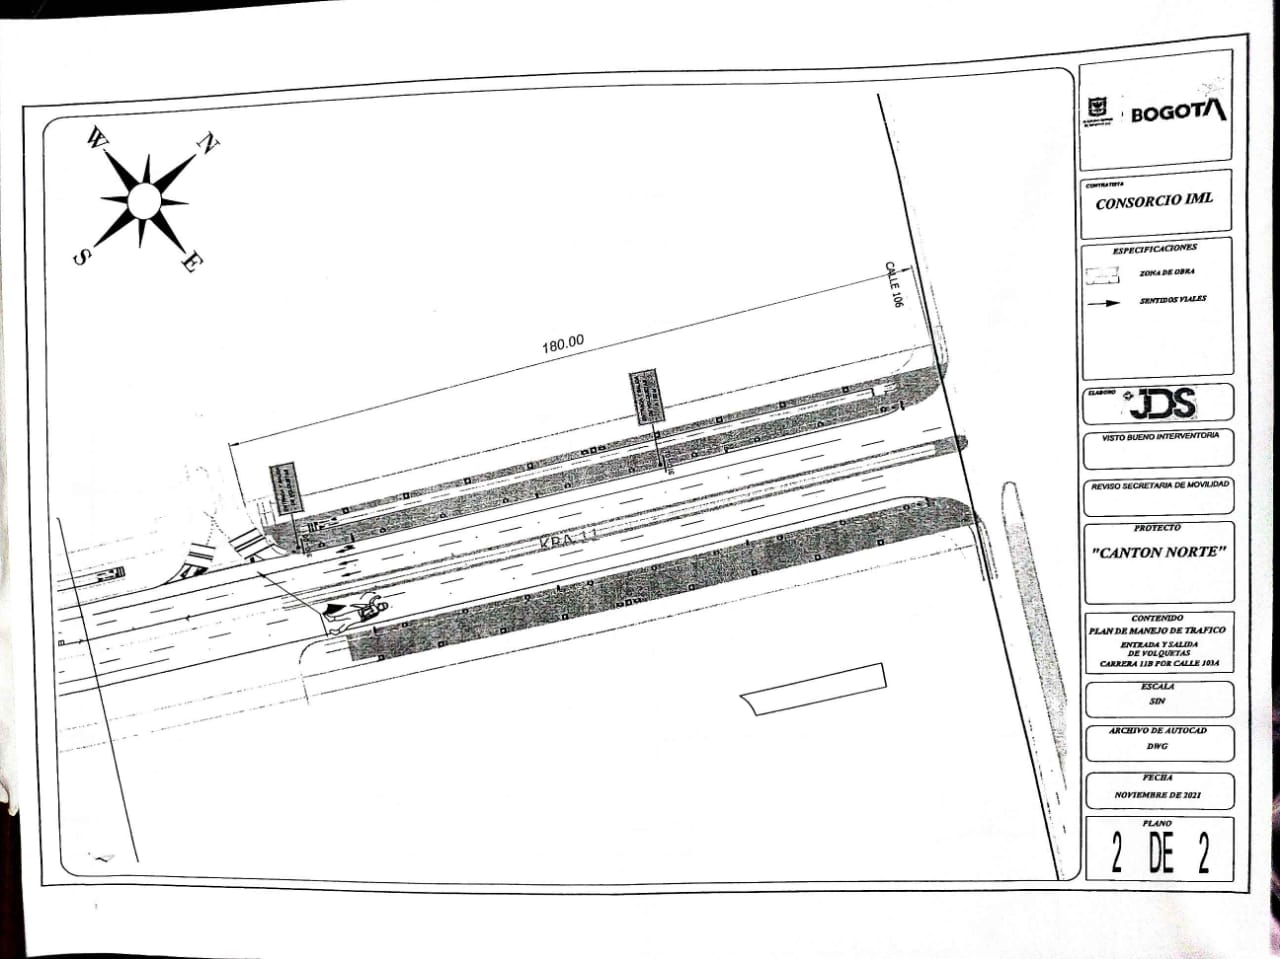 W
N
S
E
180.00
CALLE 106
KRA 11
BOGOTA
CONTRATISTA
CONSORCIO IML
ESPECIFICACIONES
ZONA DE OBRA
SENTIDOS VIALES
ELABORO
JDS
VISTO BUENO INTERVENTORIA
REVISO SECRETARIA DE MOVILIDAD
PROYECTO
"CANTON NORTE"
CONTENIDO
PLAN DE MANEJO DE TRAFICO
ENTRADA Y SALIDA
DE VOLQUETAS
CARRERA 11B POR CALLE 103A
ESCALA
SIN
ARCHIVO DE AUTOCAD
DWG
FECHA
NOVIEMBRE DE 2021
PLANO
2 DE 2